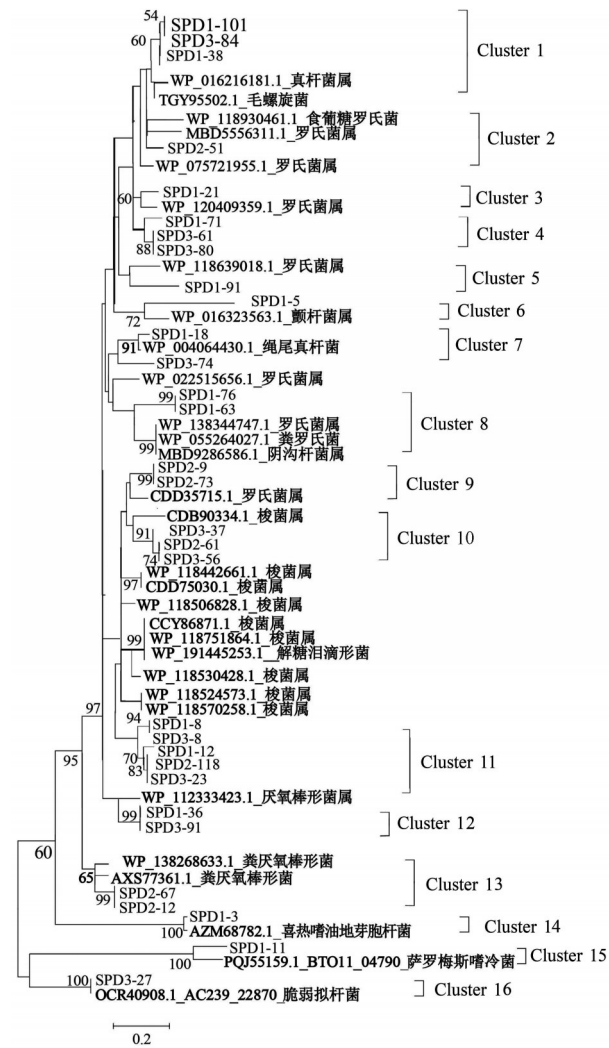 54
SPD1-101
60
SPD3-84
SPD1-38
Cluster 1
WP_016216181.1_真杆菌属
TGY95502.1_毛螺旋菌
WP_118930461.1_食葡糖罗氏菌
MBD5556311.1_罗氏菌属
Cluster 2
SPD2-51
WP_075721955.1_罗氏菌属
SPD1-21
60
WP_120409359.1_罗氏菌属
Cluster 3
SPD1-71
SPD3-61
Cluster 4
88
SPD3-80
WP_118639018.1_罗氏菌属
Cluster 5
SPD1-91
SPD1-5
72
WP_016323563.1_颤杆菌属
Cluster 6
SPD1-18
91
WP_004064430.1_绳尾真杆菌
Cluster 7
SPD3-74
WP_022515656.1_罗氏菌属
99
SPD1-76
SPD1-63
WP_138344747.1_罗氏菌属
Cluster 8
WP_055264027.1_粪罗氏菌
99
MBD9286586.1_阴沟杆菌属
SPD2-9
99
SPD2-73
Cluster 9
CDD35715.1_罗氏菌属
CDB90334.1_梭菌属
91
SPD3-37
SPD2-61
Cluster 10
74
SPD3-56
WP_118442661.1_梭菌属
97
CDD75030.1_梭菌属
WP_118506828.1_梭菌属
CCY86871.1_梭菌属
99
WP_118751864.1_梭菌属
WP_191445253.1__解糖泪滴形菌
WP_118530428.1_梭菌属
WP_118524573.1_梭菌属
97
WP_118570258.1_梭菌属
94
SPD1-8
SPD3-8
70
SPD1-12
83
SPD2-118
SPD3-23
Cluster 11
95
WP_112333423.1_厌氧棒形菌属
99
SPD1-36
SPD3-91
Cluster 12
60
WP_138268633.1_粪厌氧棒形菌
65
AXS77361.1_粪厌氧棒形菌
Cluster 13
99
SPD2-67
SPD2-12
SPD1-3
100
AZM68782.1_喜热嗜油地芽胞杆菌
Cluster 14
SPD1-11
100
PQJ55159.1_BTO11_04790_萨罗梅斯嗜冷菌
Cluster 15
100
SPD3-27
OCR40908.1_AC239_22870_脆弱拟杆菌
Cluster 16
0.2